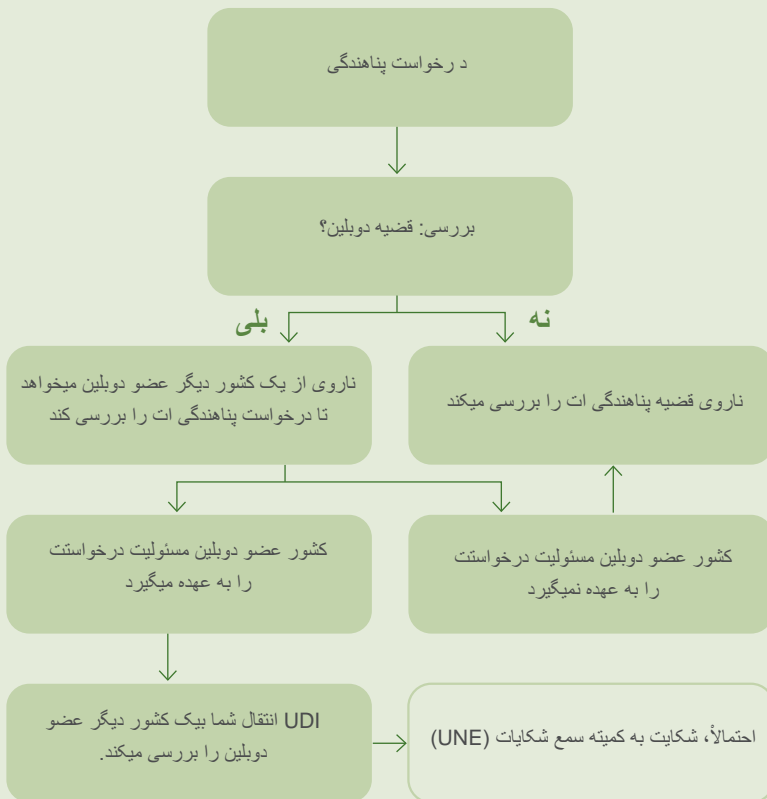 د رخواست پناهندگی
بررسی: قضیه دوبلین؟
نه
بلی
ناروی قضیه پناهندگی ات را بررسی میکند
ناروی از یک کشور دیگر عضو دوبلین میخواهد
تا درخواست پناهندگی ات را بررسی کند
کشور عضو دوبلین مسئولیت درخواستت
را به عهده نمیگیرد
کشور عضو دوبلین مسئولیت درخواستت
را به عهده میگیرد
UDI انتقال شما بیک کشور دیگر عضو
دوبلین را بررسی میکند.
احتمالاْ، شکایت به کمیته سمع شکایات (UNE)